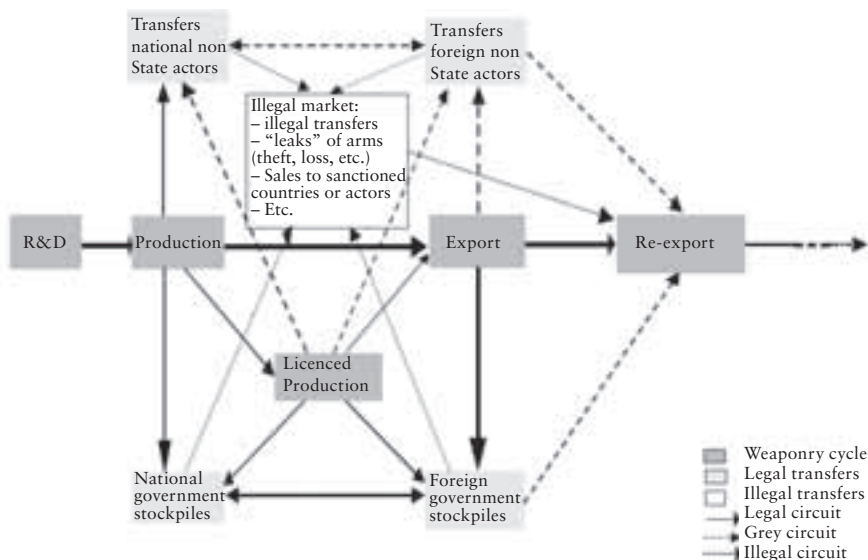 Transfers
national non
State actors
Transfers
foreign non
State actors
Illegal market:
– illegal transfers
– “leaks” of arms
(theft, loss, etc.)
– Sales to sanctioned
countries or actors
– Etc.
R&D
Production
Export
Re-export
Licenced
Production
National
government
stockpiles
Foreign
government
stockpiles
Weaponry cycle
Legal transfers
Illegal transfers
Legal circuit
Grey circuit
Illegal circuit